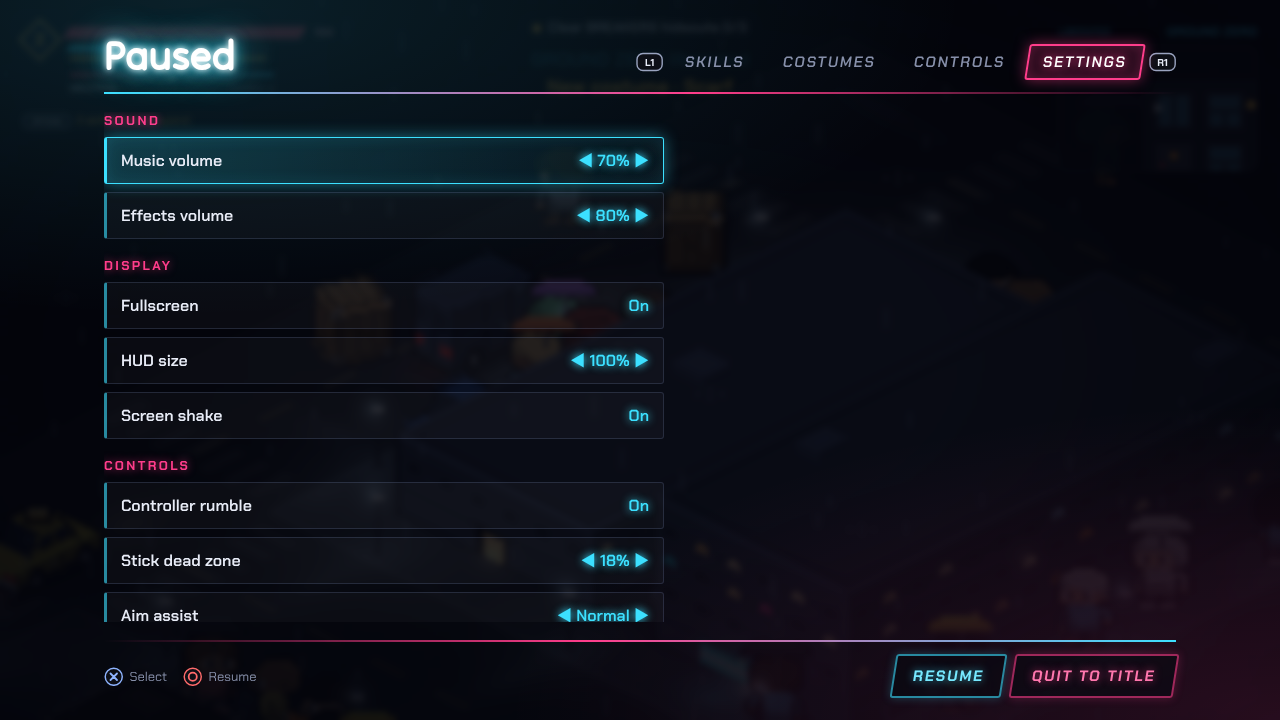 Paused
L1 SKILLS COSTUMES CONTROLS SETTINGS R1
SOUND
Music volume ◀ 70% ▶
Effects volume ◀ 80% ▶
DISPLAY
Fullscreen On
HUD size ◀ 100% ▶
Screen shake On
CONTROLS
Controller rumble On
Stick dead zone ◀ 18% ▶
Aim assist ◀ Normal ▶
Select Resume RESUME QUIT TO TITLE